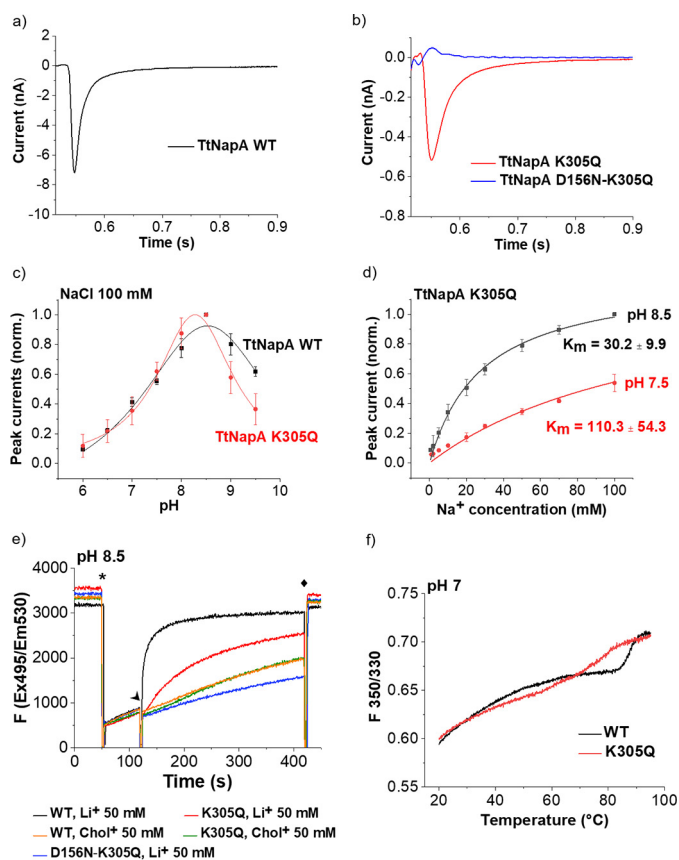 a)
0
-2
-4
-6
-8
-10
Current (nA)
TtNapA WT
0.6 0.7 0.8 0.9
Time (s)
b)
0.2
0.0
-0.2
-0.4
-0.6
-0.8
Current (nA)
TtNapA K305Q
TtNapA D156N-K305Q
0.6 0.7 0.8 0.9
Time (s)
c)
NaCl 100 mM
1.0
0.8
0.6
0.4
0.2
0.0
Peak currents (norm.)
TtNapA WT
TtNapA K305Q
6 7 8 9 10
pH
d)
TtNapA K305Q
1.0
0.8
0.6
0.4
0.2
0.0
Peak current (norm.)
pH 8.5
Km = 30.2 ± 9.9
pH 7.5
Km = 110.3 ± 54.3
0 20 40 60 80 100
Na+ concentration (mM)
e)
pH 8.5
4000
3000
2000
1000
0
F (Ex495/Em530)
*
♦
0 100 200 300 400
Time (s)
WT, Li+ 50 mM
K305Q, Li+ 50 mM
WT, Chol+ 50 mM
K305Q, Chol+ 50 mM
D156N-K305Q, Li+ 50 mM
f)
pH 7
0.75
0.70
0.65
0.60
0.55
F 350/330
WT
K305Q
20 40 60 80 100
Temperature (°C)